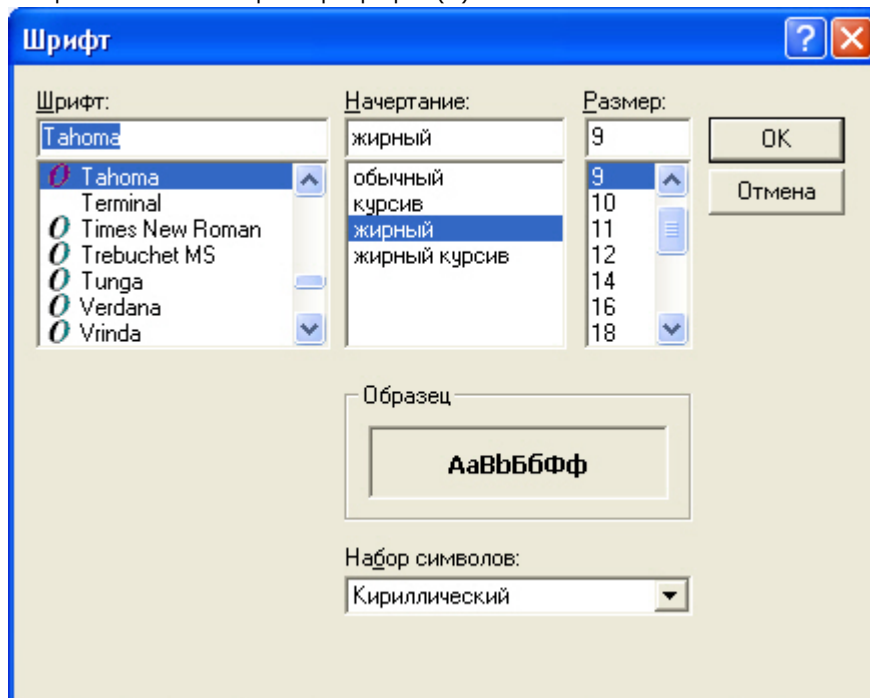 Шрифт
Шрифт:
Начертание:
Размер:
Tahoma
жирный
9
OK
Tahoma
Terminal
Times New Roman
Trebuchet MS
Tunga
Verdana
Vrinda
обычный
курсив
жирный
жирный курсив
9
10
11
12
14
16
18
Отмена
Образец
АаВbБбФф
Набор символов:
Кириллический